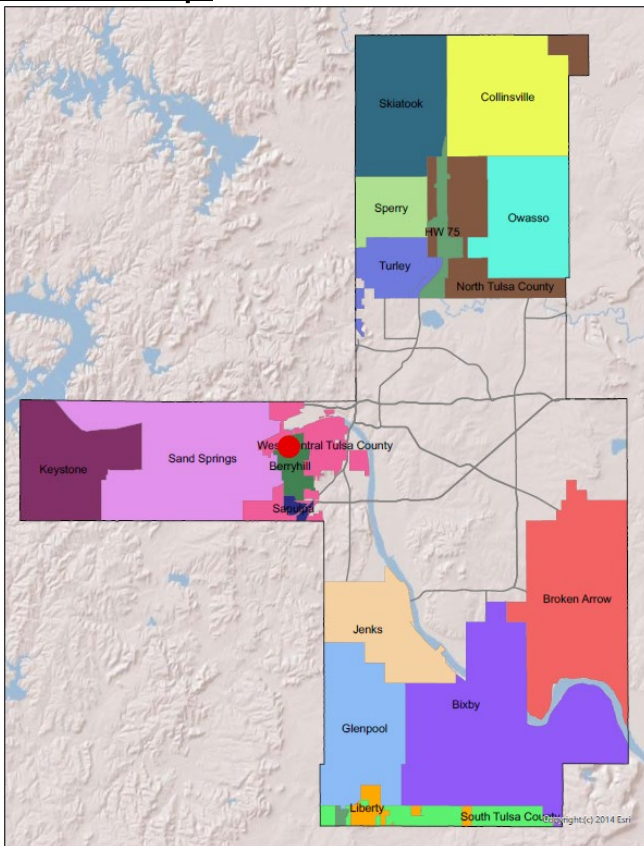 Skiatook
Collinsville
Sperry
Owasso
HW 75
Turley
North Tulsa County
West Central Tulsa County
Keystone
Sand Springs
Berryhill
Sapulpa
Broken Arrow
Jenks
Bixby
Glenpool
Liberty
South Tulsa County
Copyright:(c) 2014 Esri